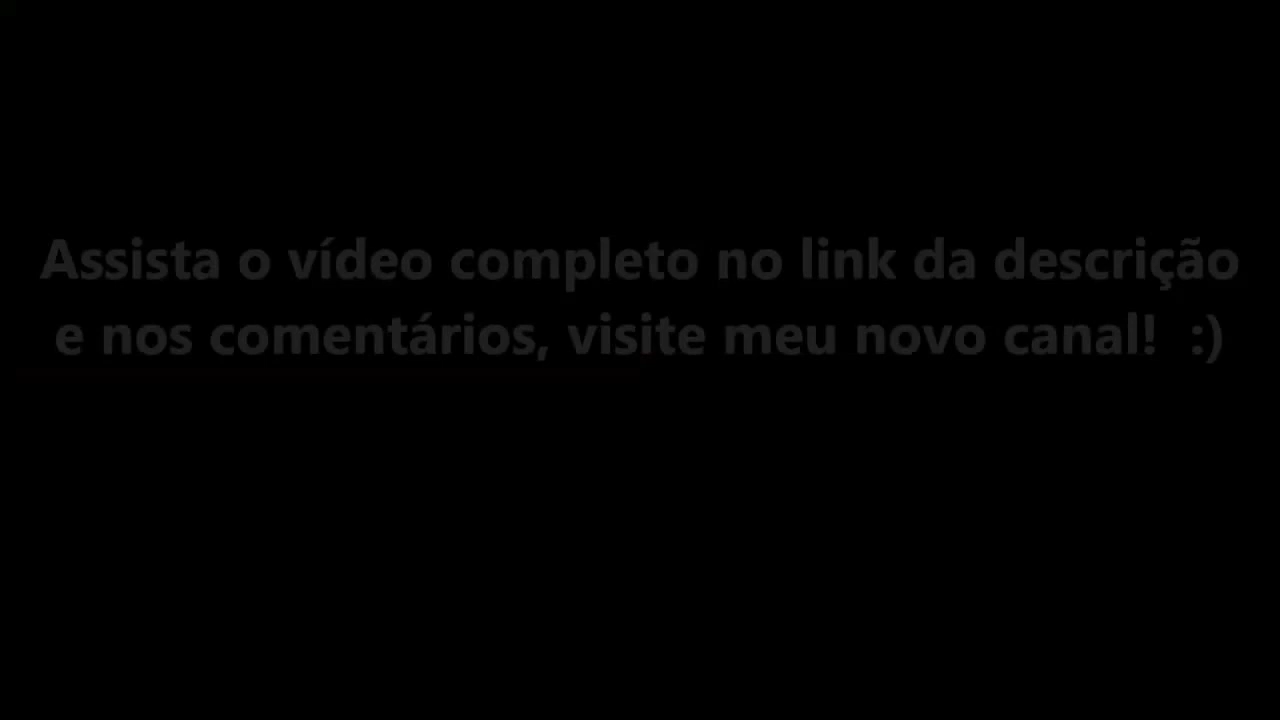 Assista o vídeo completo no link da descrição
e nos comentários, visite meu novo canal!  :)